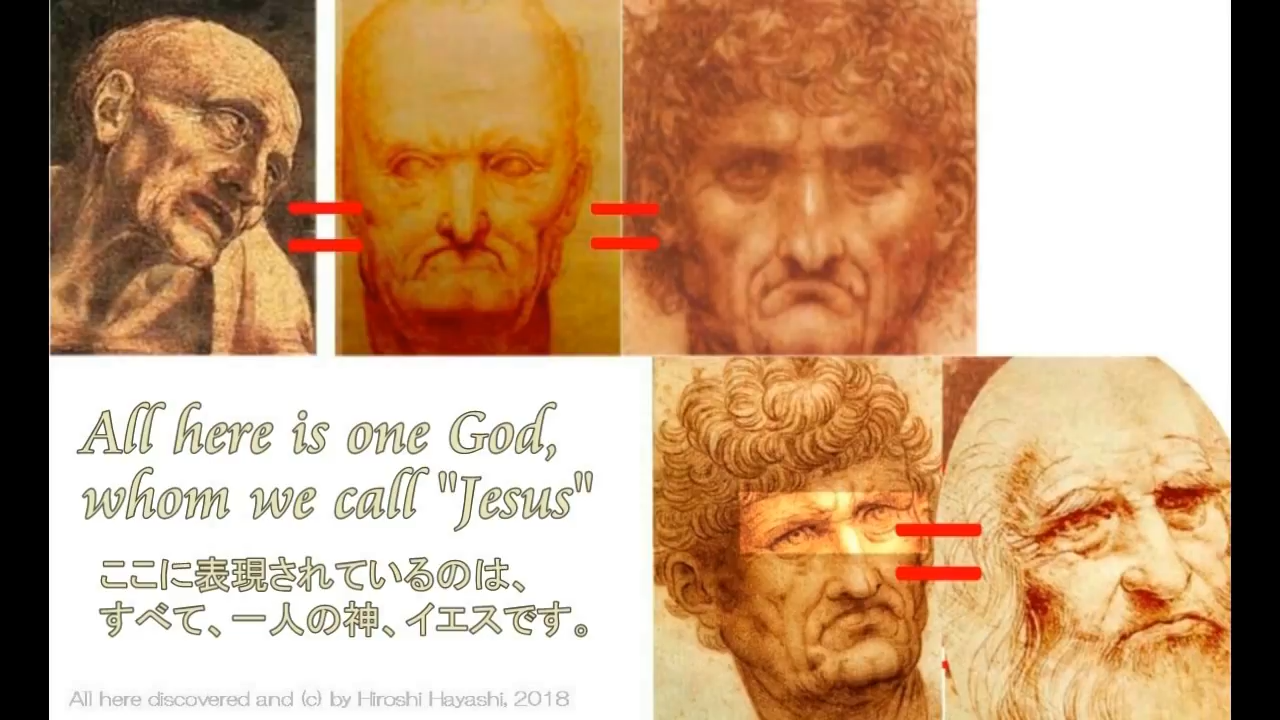 All here is one God,
whom we call "Jesus"
ここに表現されているのは、
すべて、一人の神、イエスです。
All here discovered and (c) by Hiroshi Hayashi, 2018